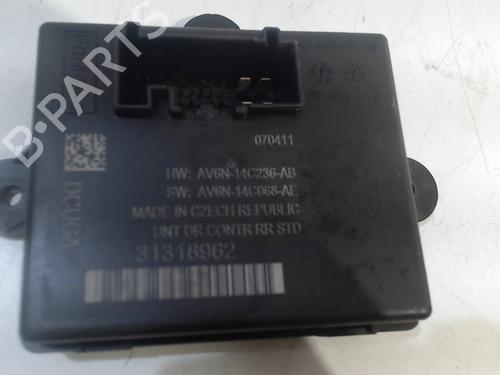 070411
HW: AV6N-14C236-AB
SW: AV6N-14C068-AE
MADE IN CZECH REPUBLIC
UNT DR CONTR RR STD
31318962
DCUGA
B-PARTS